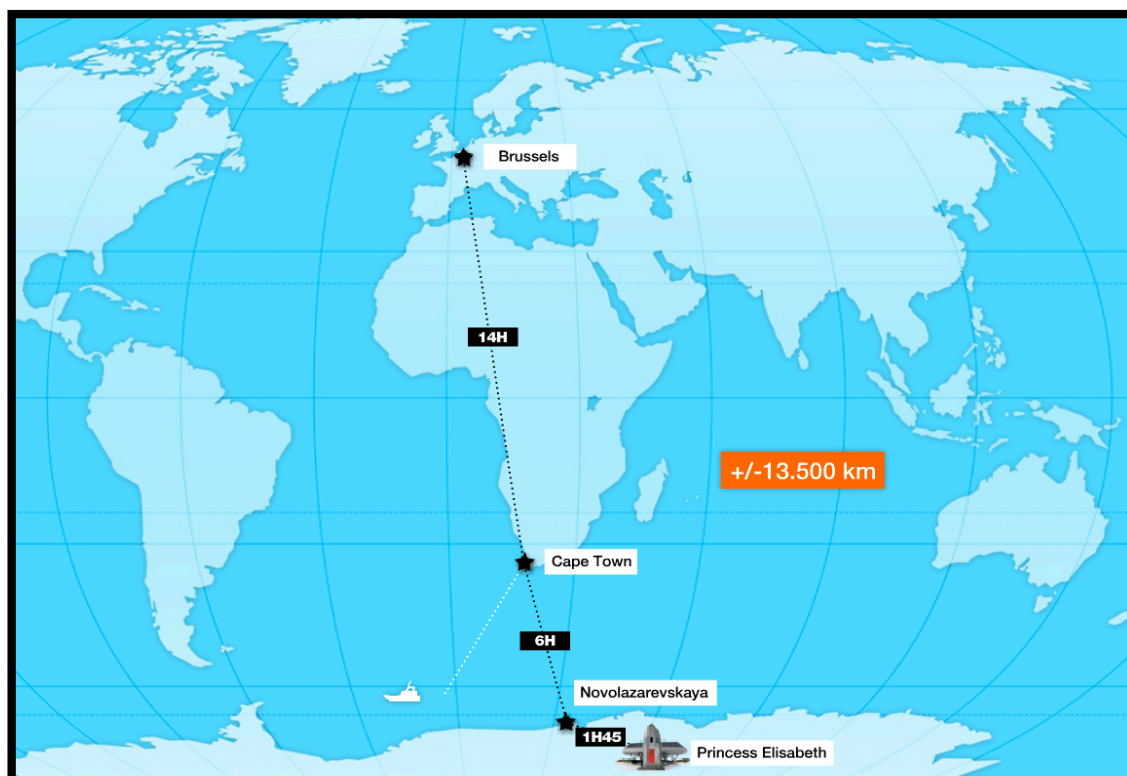 Brussels
14H
+/-13.500 km
Cape Town
6H
Novolazarevskaya
1H45
Princess Elisabeth